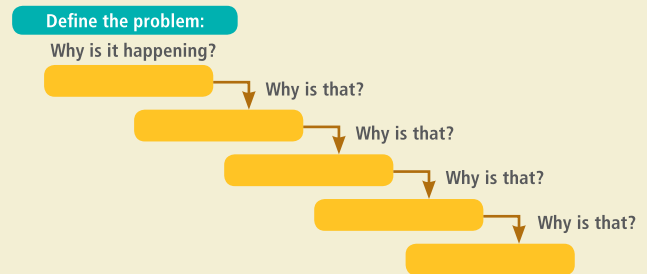 Define the problem:
Why is it happening?
Why is that?
Why is that?
Why is that?
Why is that?